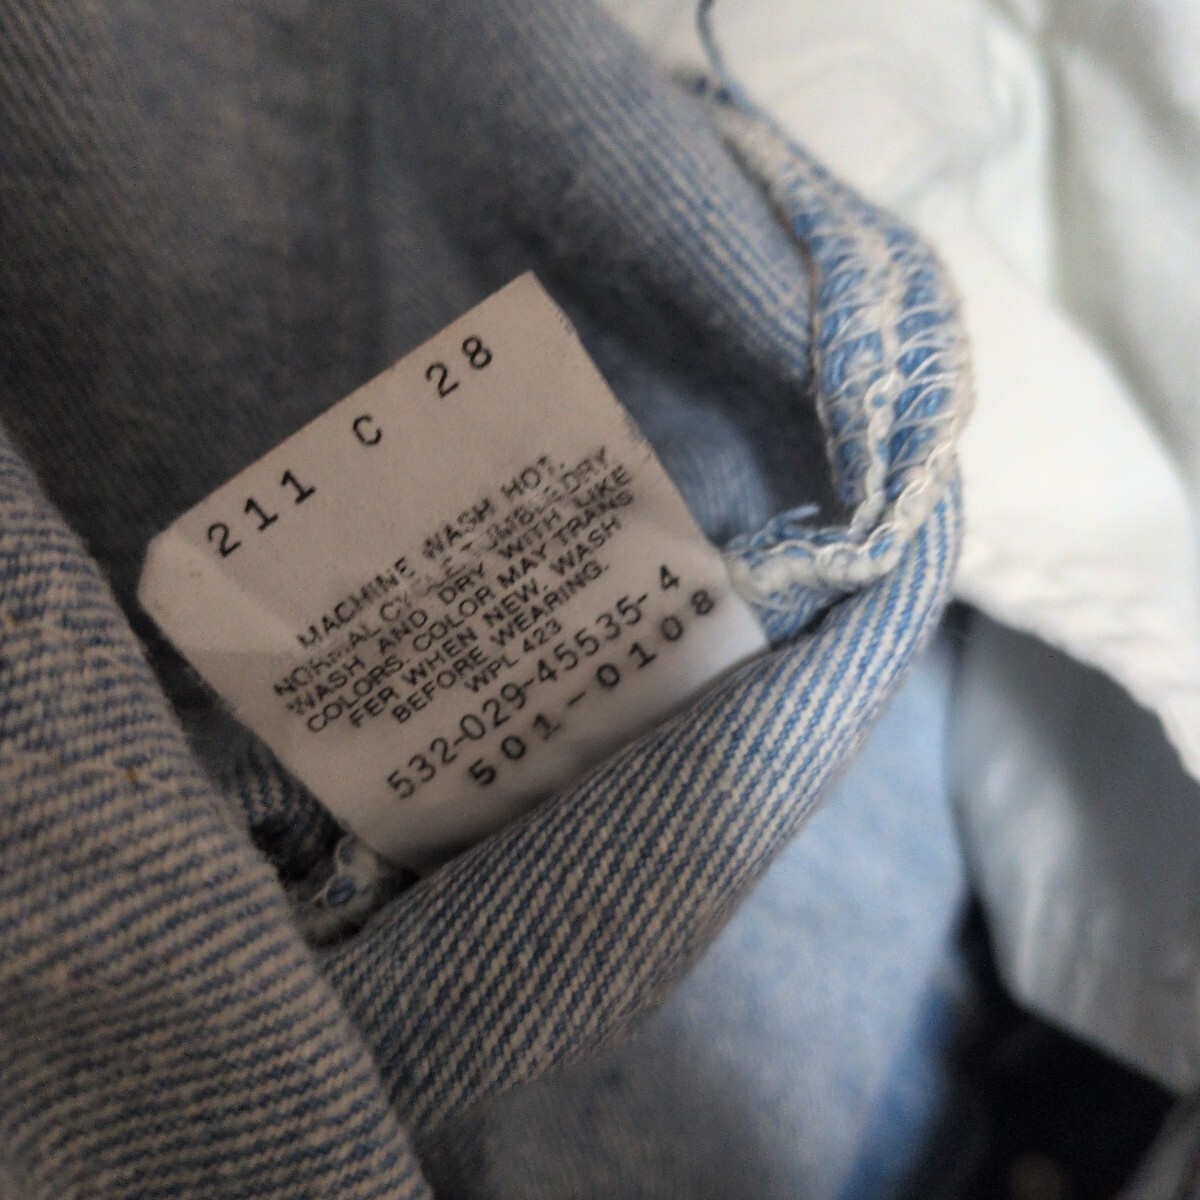 211 C 28
MACHINE WASH HOT,
NORMAL CYCLE TUMBLE DRY
WASH AND DRY WITH LIKE
COLORS. COLOR MAY TRANS
FER WHEN NEW. WASH
BEFORE WEARING.
WPL 423
532-029-45535-4
501-0108